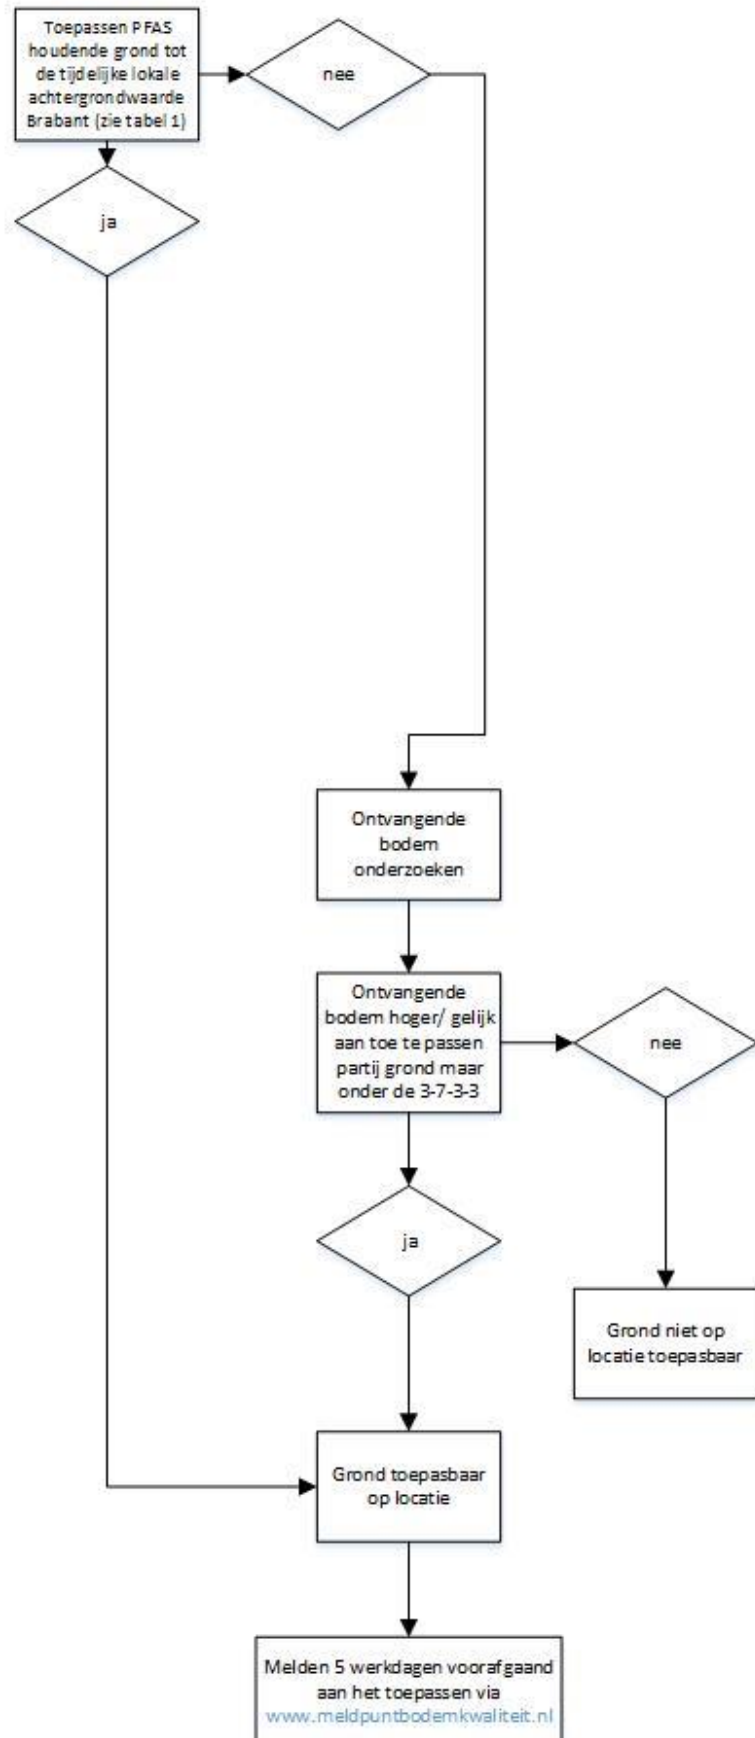 Toepassen PFAS
houdende grond tot
de tijdelijke lokale
achtergrondwaarde
Brabant (zie tabel 1)
nee
ja
Ontvangende
bodem
onderzoeken
Ontvangende
bodem hoger/ gelijk
aan toe te passen
partij grond maar
onder de 3-7-3-3
nee
ja
Grond niet op
locatie toepasbaar
Grond toepasbaar
op locatie
Melden 5 werkdagen voorafgaand
aan het toepassen via
www.meldpuntbodemkwaliteit.nl